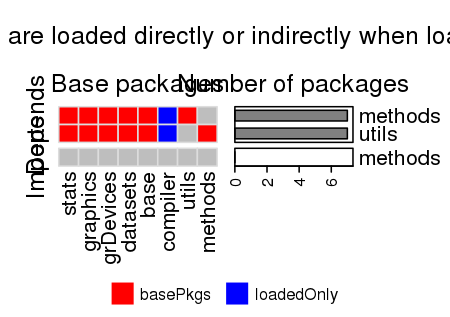 are loaded directly or indirectly when loa
Base packages
Number of packages
Depends
Imports
methods
utils
methods
0 2 4 6
stats
graphics
grDevices
datasets
base
compiler
utils
methods
basePkgs
loadedOnly